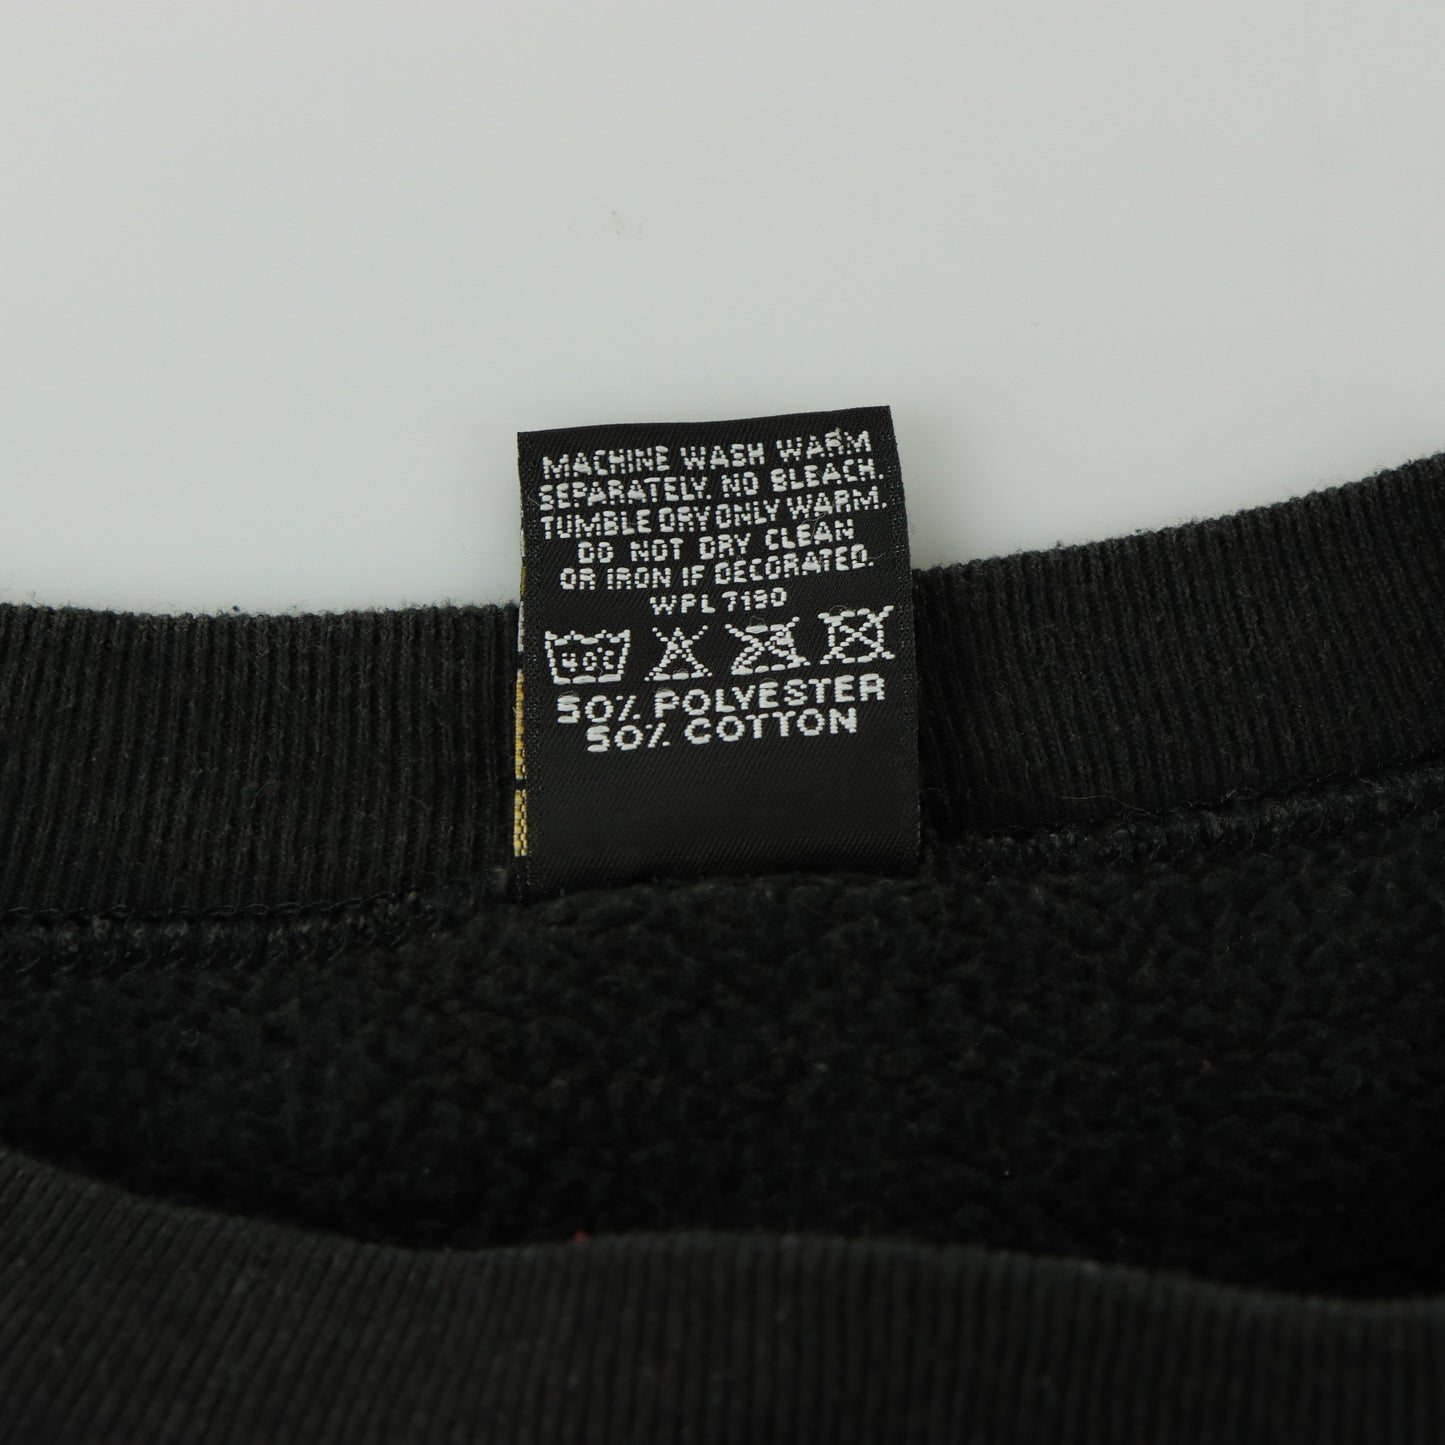 MACHINE WASH WARM
SEPARATELY. NO BLEACH.
TUMBLE DRY ONLY WARM.
DO NOT DRY CLEAN
OR IRON IF DECORATED.
WPL 7190
40C
50% POLYESTER
50% COTTON